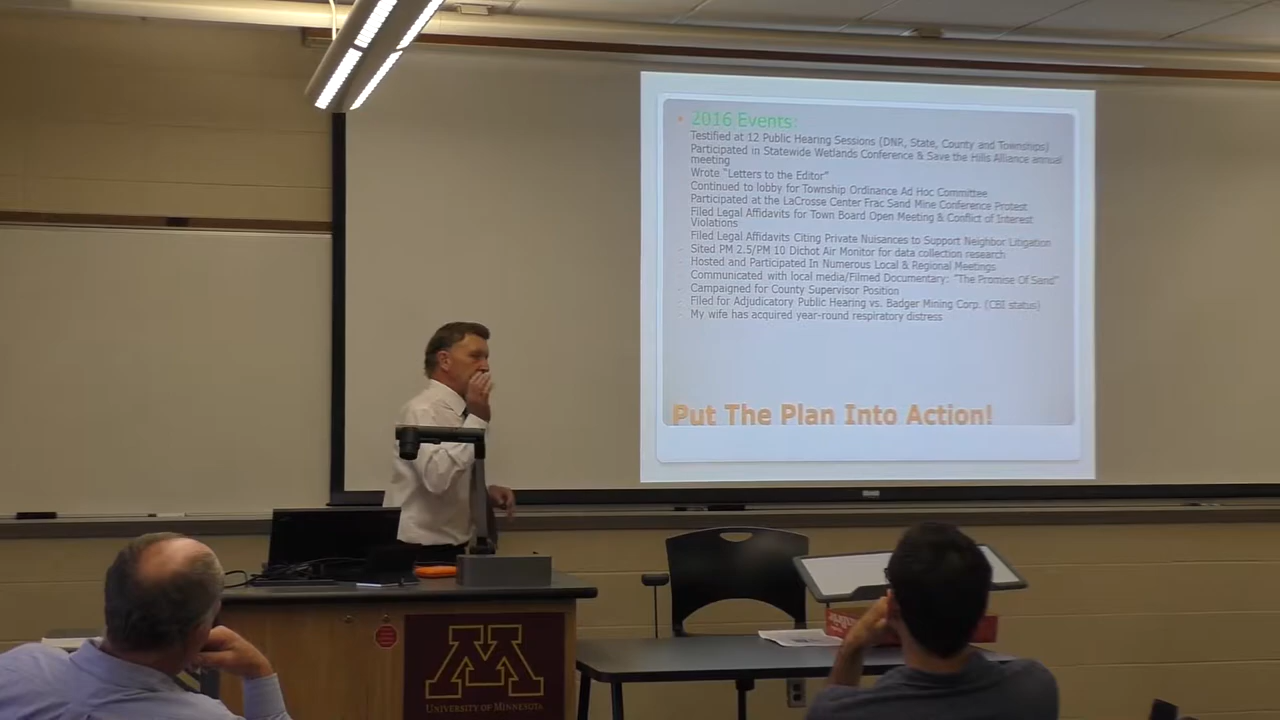 2016 Events:
Testified at 12 Public Hearing Sessions (DNR, State, County and Townships)
Participated in Statewide Wetlands Conference & Save the Hills Alliance annual
meeting
Wrote "Letters to the Editor"
Continued to lobby for Township Ordinance Ad Hoc Committee
Participated at the LaCrosse Center Frac Sand Mine Conference Protest
Filed Legal Affidavits for Town Board Open Meeting & Conflict of Interest
Violations
Filed Legal Affidavits Citing Private Nuisances to Support Neighbor Litigation
Sited PM 2.5/PM 10 Dichot Air Monitor for data collection research
Hosted and Participated In Numerous Local & Regional Meetings
Communicated with local media/Filmed Documentary: "The Promise Of Sand"
Campaigned for County Supervisor Position
Filed for Adjudicatory Public Hearing vs. Badger Mining Corp. (CBI status)
My wife has acquired year-round respiratory distress
Put The Plan Into Action!
M
UNIVERSITY OF MINNESOTA